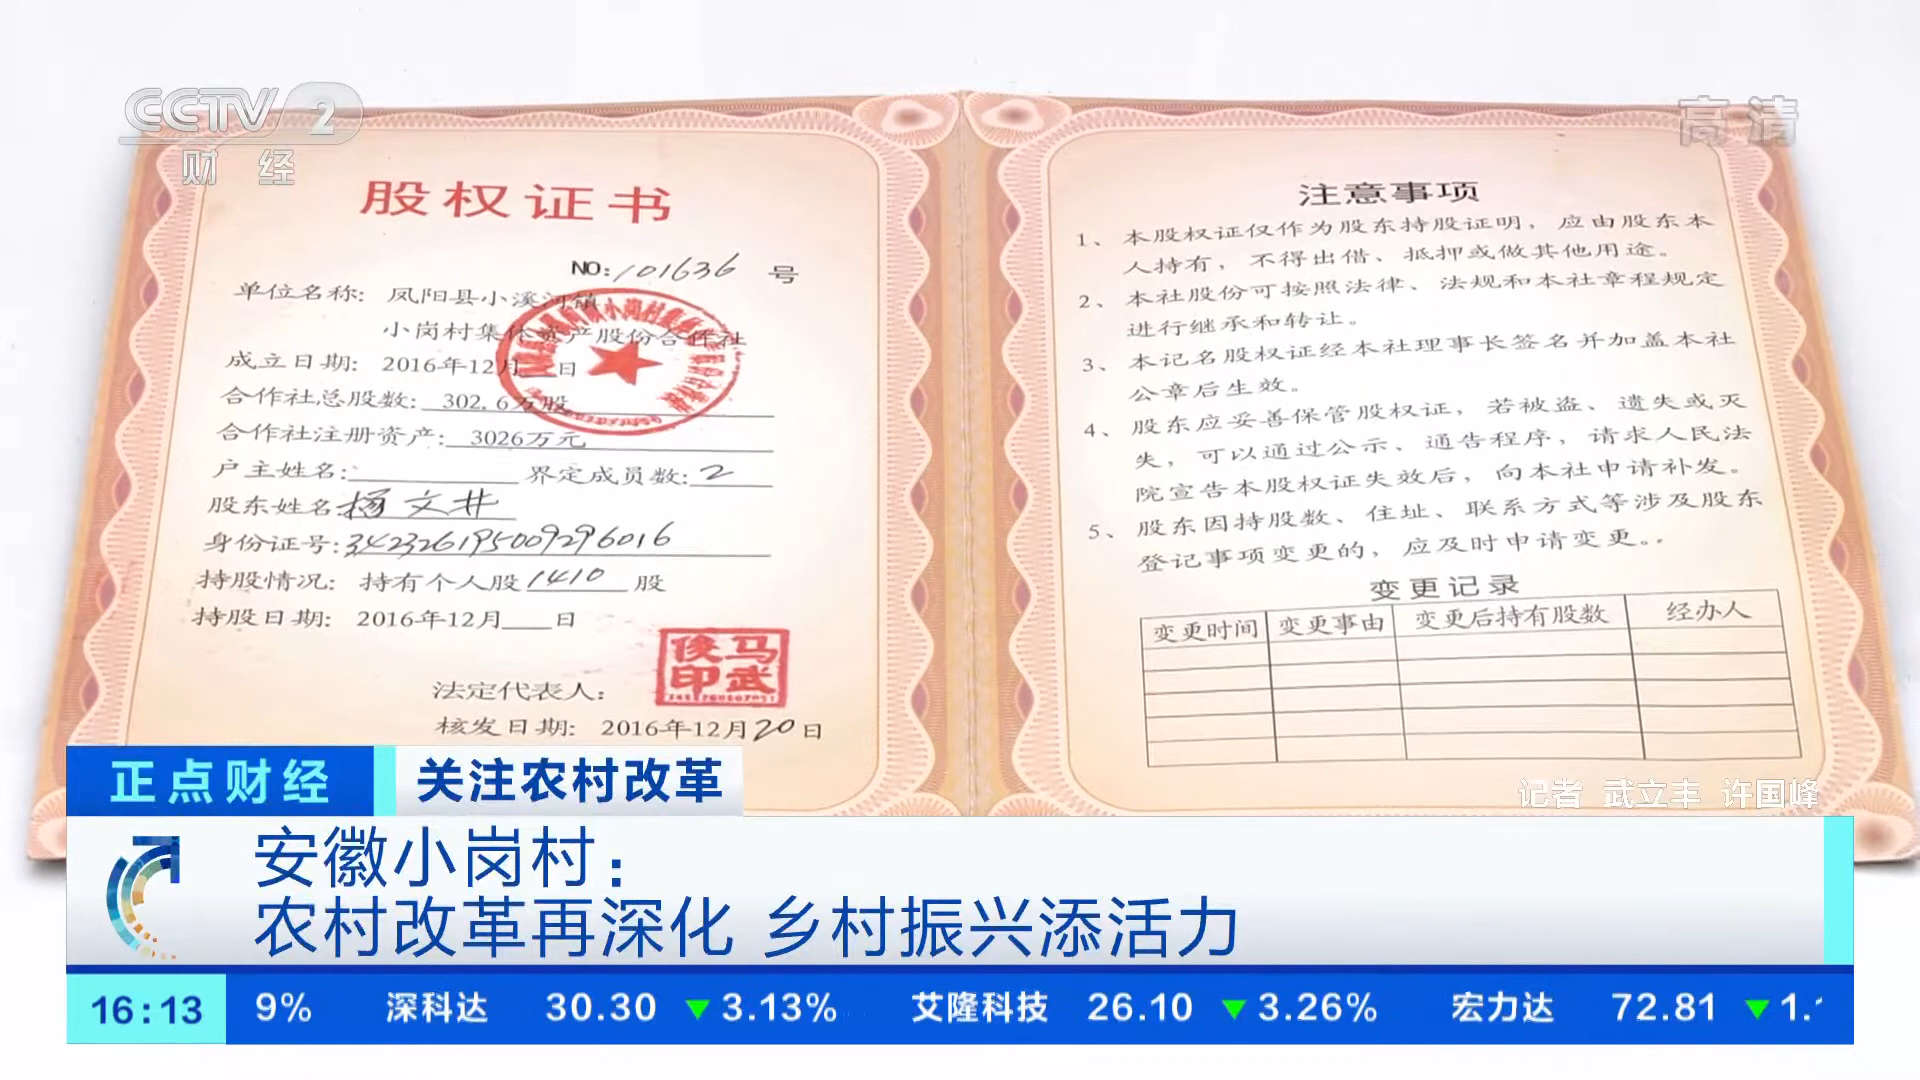 CCTV 2
财 经
高清
股权证书
NO: 101636 号
单位名称: 凤阳县小溪河镇
小岗村集体资产股份合作社
成立日期: 2016年12月___日
合作社总股数: 302.6万股
合作社注册资产: 3026万元
户主姓名: 界定成员数: 2
股东姓名: 杨文井
身份证号: 342326195009296016
持股情况: 持有个人股1410股
持股日期: 2016年12月___日
马武俊印
法定代表人:
核发日期: 2016年12月20日
注意事项
1、本股权证仅作为股东持股证明，应由股东本
人持有，不得出借、抵押或做其他用途。
2、本社股份可按照法律、法规和本社章程规定
进行继承和转让。
3、本记名股权证经本社理事长签名并加盖本社
公章后生效。
4、股东应妥善保管股权证，若被盗、遗失或灭
失，可以通过公示、通告程序，请求人民法
院宣告本股权证失效后，向本社申请补发。
5、股东因持股数、住址、联系方式等涉及股东
登记事项变更的，应及时申请变更。.
变更记录
变更时间 变更事由 变更后持有股数 经办人
记者 武立丰 许国峰
正点财经 关注农村改革
安徽小岗村:
农村改革再深化 乡村振兴添活力
16:13 9% 深科达 30.30 ▼3.13% 艾隆科技 26.10 ▼3.26% 宏力达 72.81 ▼1.